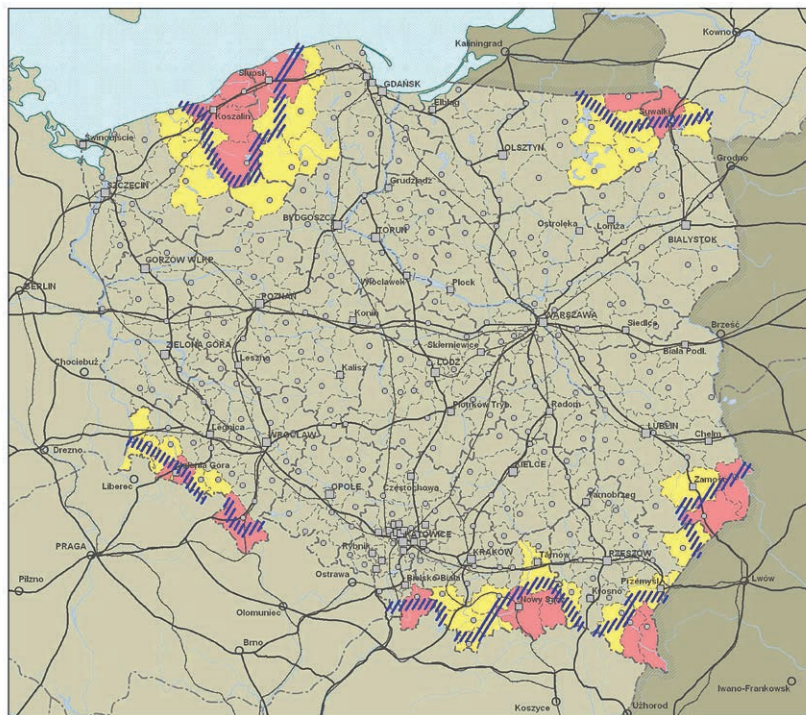 Kowno
Kaliningrad
Słupsk
GDAŃSK
Koszalin
Elbląg
Suwałki
Świnoujście
OLSZTYN
Grodno
SZCZECIN
Grudziądz
BYDGOSZCZ
Ostrołęka
Łomża
TORUŃ
BIAŁYSTOK
GORZÓW WLKP.
Włocławek
Płock
BERLIN
POZNAŃ
Konin
WARSZAWA
Siedlce
Brześć
Skierniewice
Biała Podl.
ZIELONA GÓRA
Leszno
Chociebuż
Kalisz
ŁÓDŹ
Piotrków Tryb.
Radom
Legnica
LUBLIN
WROCŁAW
Chełm
Drezno
Jelenia Góra
KIELCE
Liberec
Częstochowa
Zamość
OPOLE
Tarnobrzeg
KATOWICE
PRAGA
Rybnik
KRAKÓW
Tarnów
RZESZÓW
Ostrawa
Bielsko-Biała
Przemyśl
Lwów
Pilzno
Krosno
Nowy Sącz
Ołomuniec
Brno
Iwano-Frankowsk
Koszyce
Użhorod